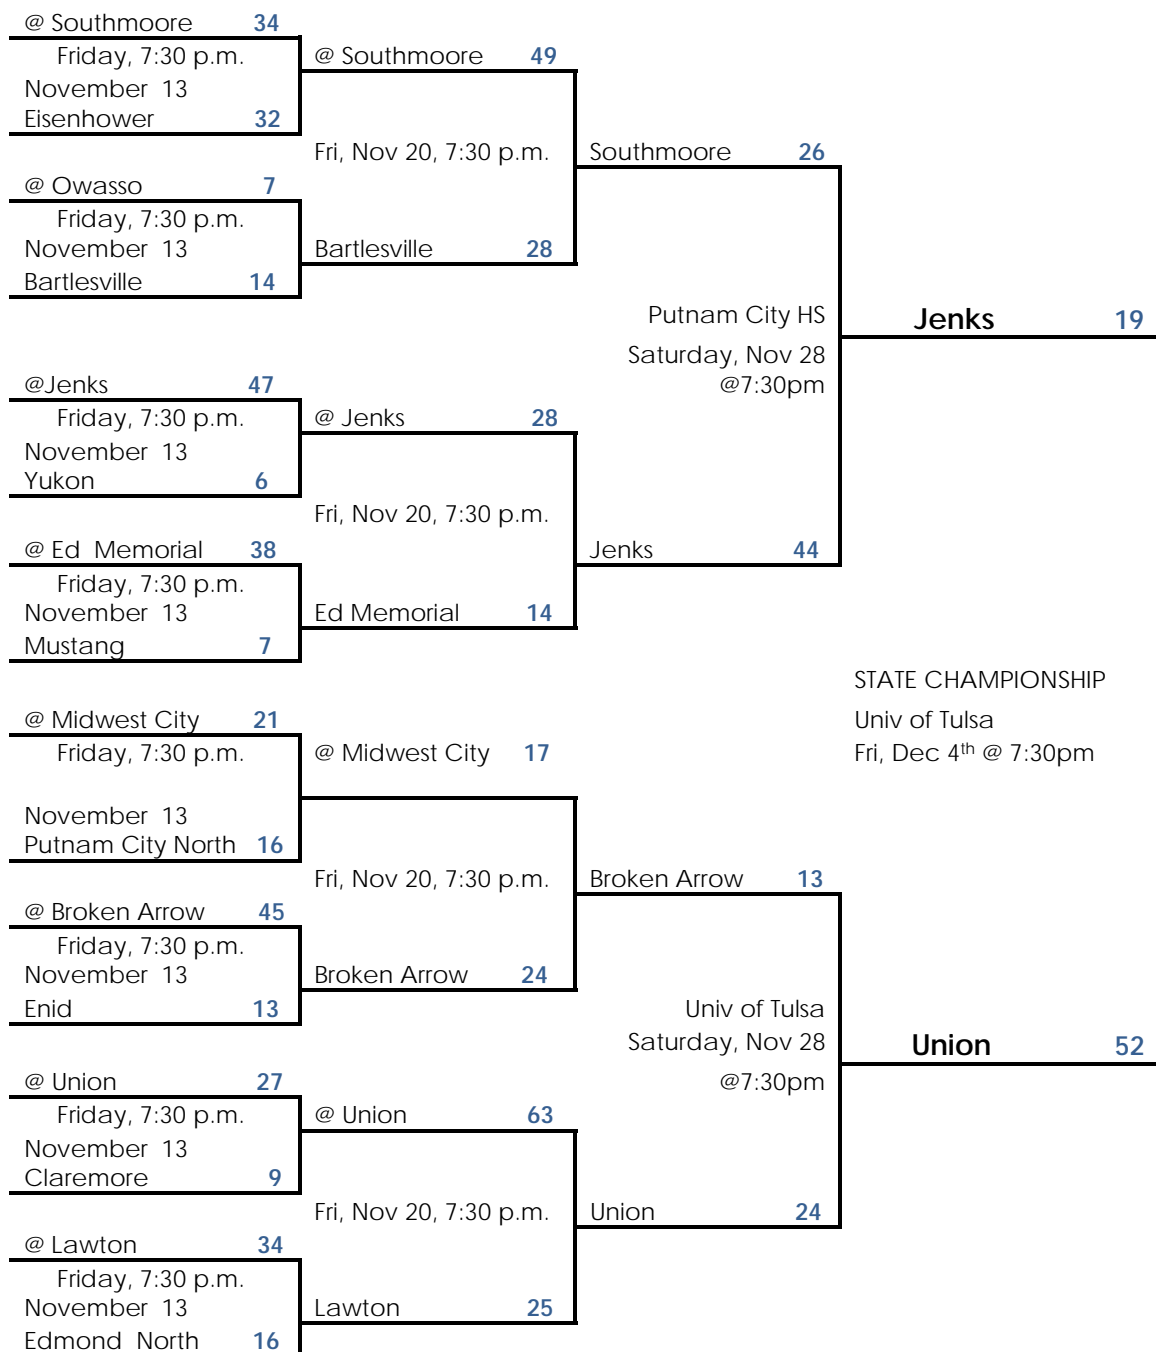 @ Southmoore 34
Friday, 7:30 p.m.
November 13
Eisenhower 32
@ Owasso 7
Friday, 7:30 p.m.
November 13
Bartlesville 14
@Jenks 47
Friday, 7:30 p.m.
November 13
Yukon 6
@ Ed Memorial 38
Friday, 7:30 p.m.
November 13
Mustang 7
@ Midwest City 21
Friday, 7:30 p.m.
November 13
Putnam City North 16
@ Broken Arrow 45
Friday, 7:30 p.m.
November 13
Enid 13
@ Union 27
Friday, 7:30 p.m.
November 13
Claremore 9
@ Lawton 34
Friday, 7:30 p.m.
November 13
Edmond North 16
@ Southmoore 49
Fri, Nov 20, 7:30 p.m.
Bartlesville 28
@ Jenks 28
Fri, Nov 20, 7:30 p.m.
Ed Memorial 14
@ Midwest City 17
Fri, Nov 20, 7:30 p.m.
Broken Arrow 24
@ Union 63
Fri, Nov 20, 7:30 p.m.
Lawton 25
Southmoore 26
Putnam City HS
Saturday, Nov 28
@7:30pm
Jenks 44
Broken Arrow 13
Univ of Tulsa
Saturday, Nov 28
@7:30pm
Union 24
Jenks 19
STATE CHAMPIONSHIP
Univ of Tulsa
Fri, Dec 4th @ 7:30pm
Union 52